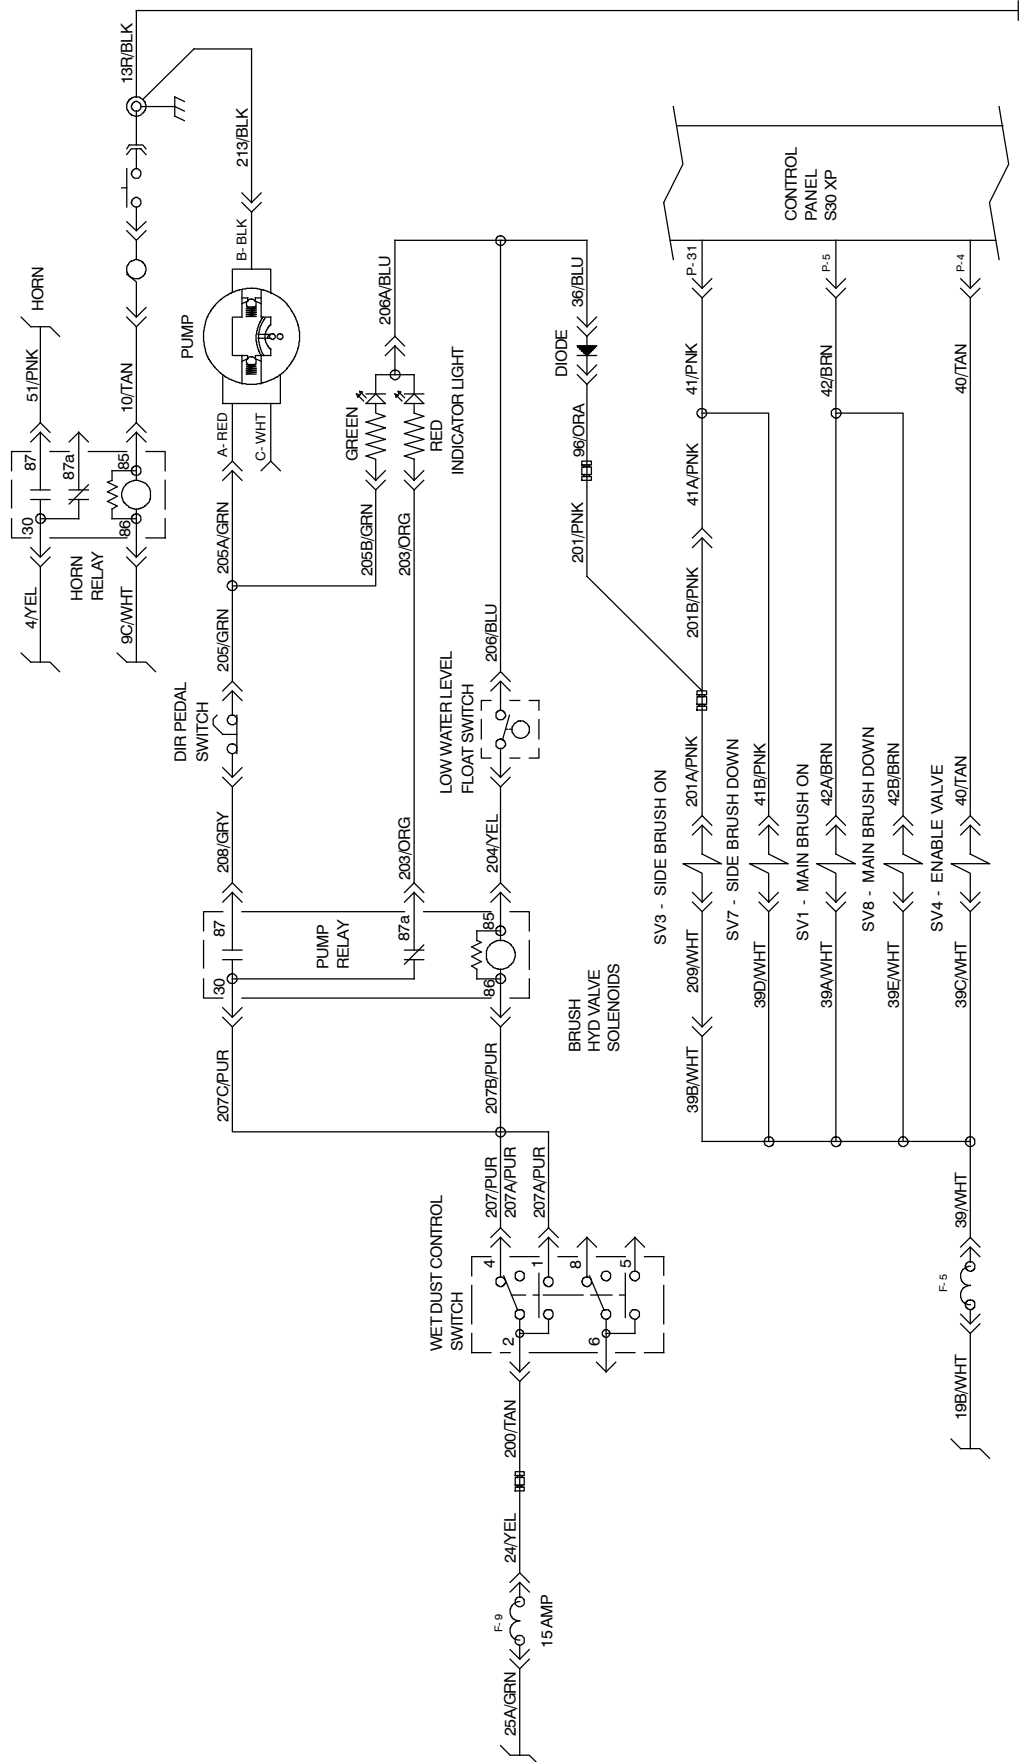 13R/BLK
213/BLK
HORN
51/PNK
10/TAN
87
87a
85
30
86
HORN
RELAY
4/YEL
9C/WHT
PUMP
B- BLK
A- RED
C- WHT
206A/BLU
GREEN
RED
INDICATOR LIGHT
205A/GRN
205B/GRN
203/ORG
205/GRN
DIR PEDAL
SWITCH
208/GRY
203/ORG
87
87a
85
30
86
PUMP
RELAY
207C/PUR
207B/PUR
206/BLU
LOW WATER LEVEL
FLOAT SWITCH
204/YEL
36/BLU
DIODE
96/ORA
201/PNK
CONTROL
PANEL
S30 XP
P-31
P-5
P-4
41/PNK
42/BRN
40/TAN
41A/PNK
201B/PNK
201A/PNK
41B/PNK
42A/BRN
42B/BRN
40/TAN
SV3 - SIDE BRUSH ON
SV7 - SIDE BRUSH DOWN
SV1 - MAIN BRUSH ON
SV8 - MAIN BRUSH DOWN
SV4 - ENABLE VALVE
BRUSH
HYD VALVE
SOLENOIDS
209/WHT
39D/WHT
39A/WHT
39E/WHT
39C/WHT
39B/WHT
207/PUR
207A/PUR
207A/PUR
WET DUST CONTROL
SWITCH
4
1
8
5
2
6
200/TAN
24/YEL
F-9
15 AMP
25A/GRN
39/WHT
F-5
19B/WHT